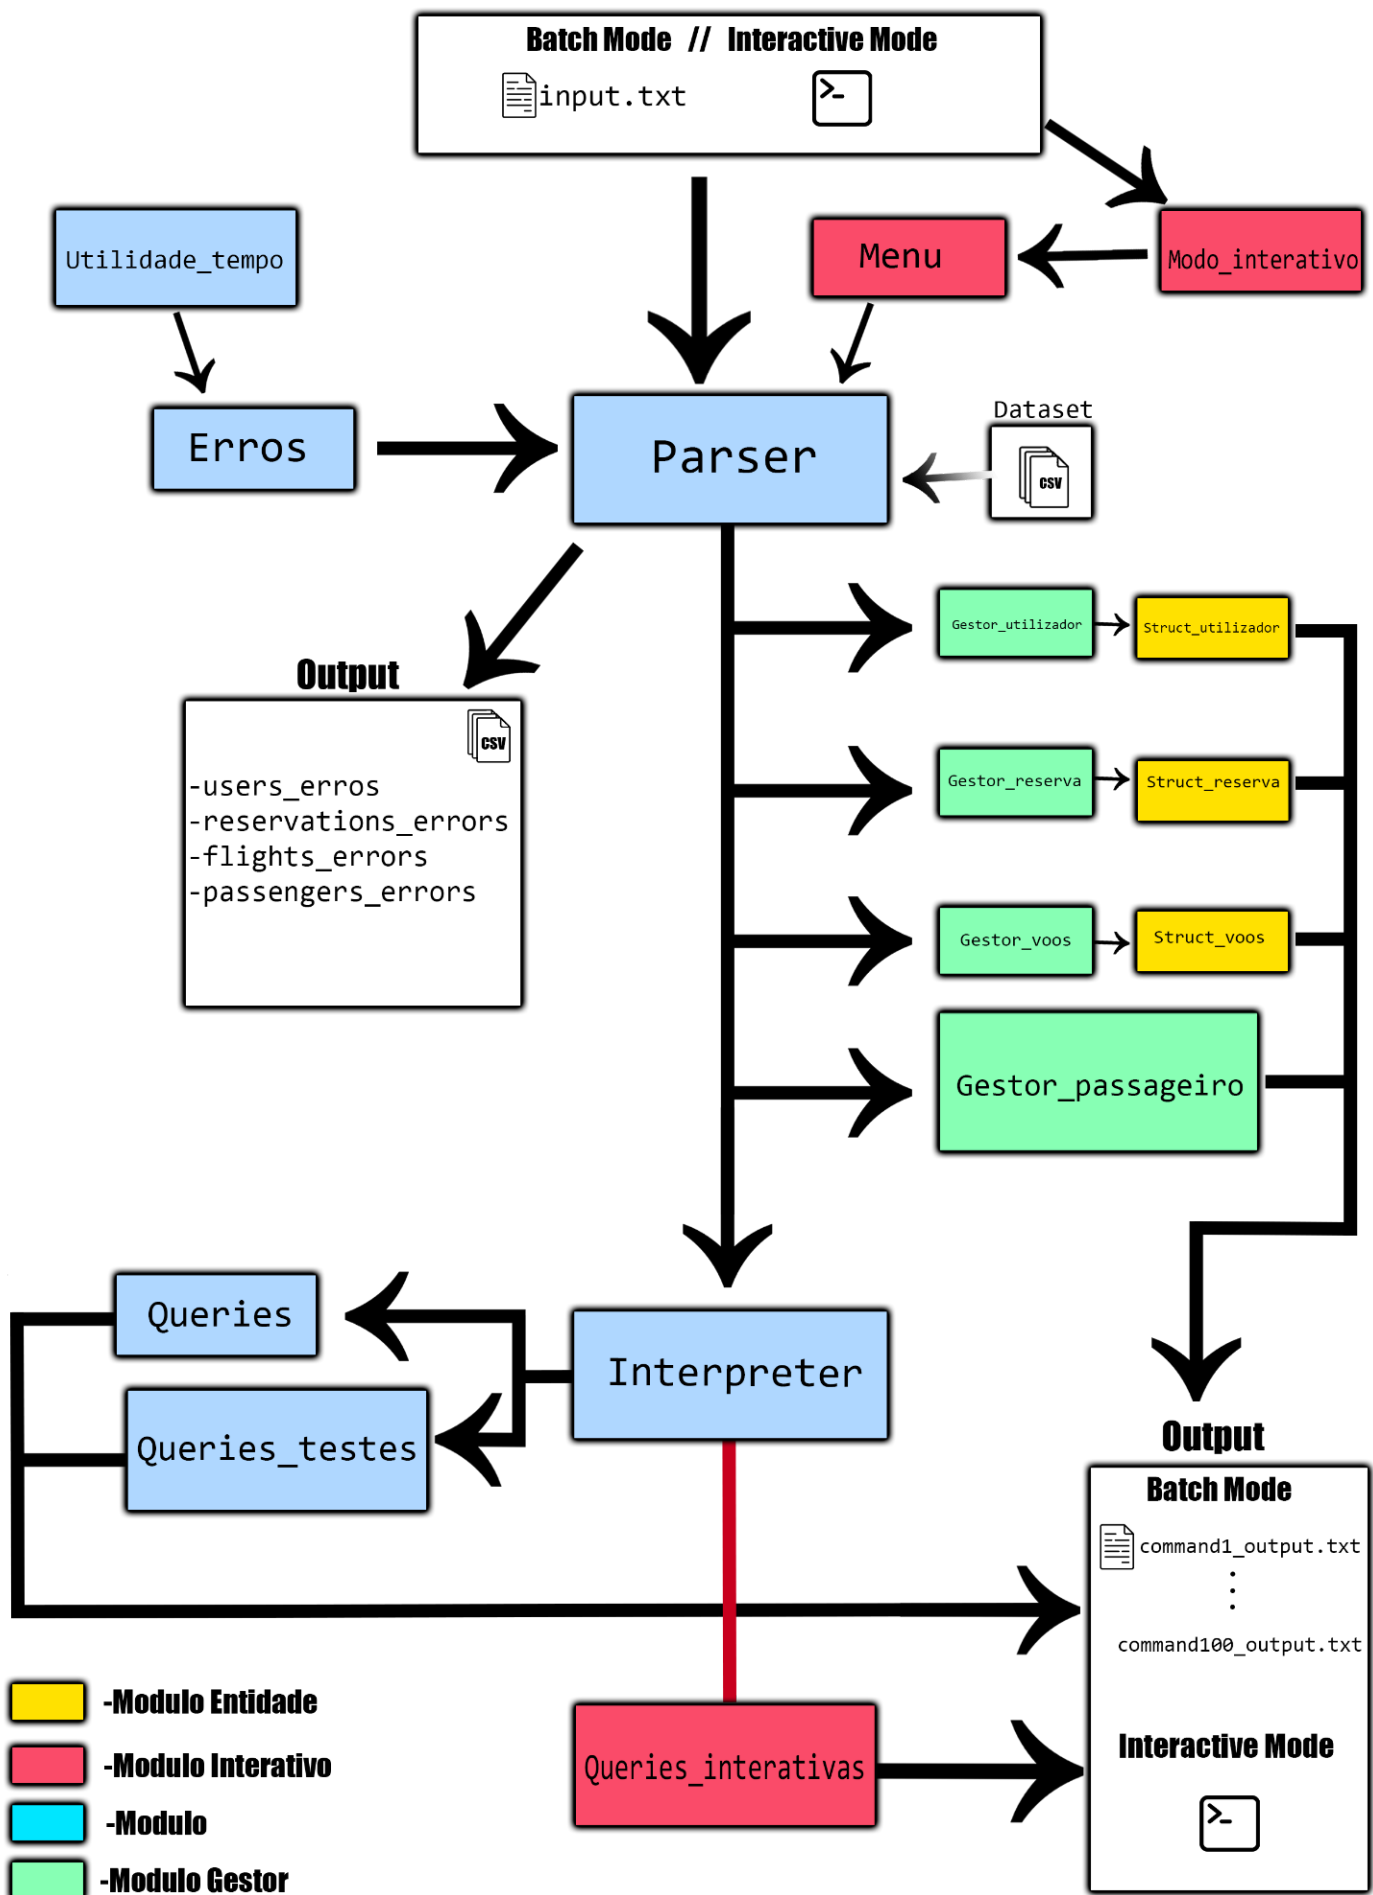 Batch Mode // Interactive Mode
input.txt
Utilidade_tempo
Menu
Modo_interativo
Erros
Parser
Dataset
CSV
Gestor_utilizador
Struct_utilizador
Output
CSV
-users_erros
-reservations_errors
-flights_errors
-passengers_errors
Gestor_reserva
Struct_reserva
Gestor_voos
Struct_voos
Gestor_passageiro
Queries
Interpreter
Queries_testes
Output
Batch Mode
command1_output.txt
command100_output.txt
Interactive Mode
Queries_interativas
-Modulo Entidade
-Modulo Interativo
-Modulo
-Modulo Gestor